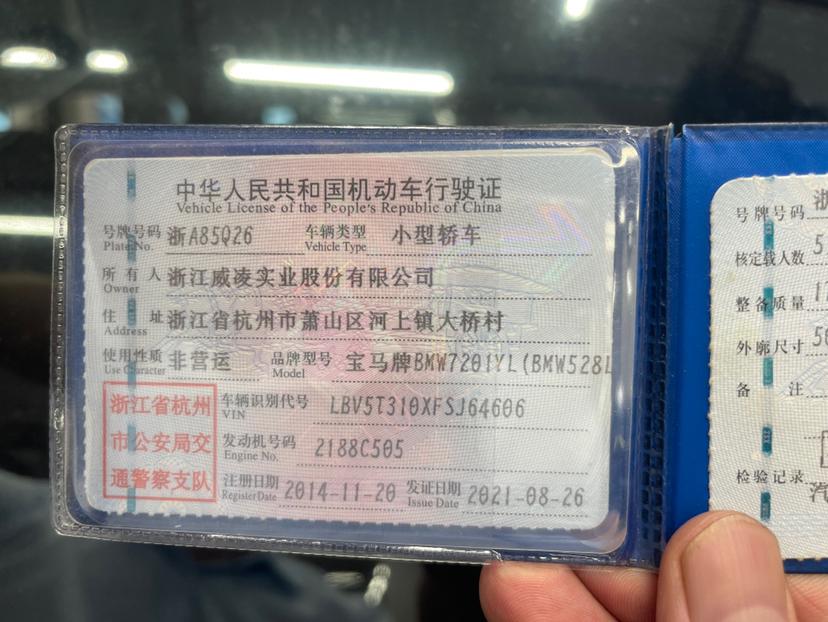 中华人民共和国机动车行驶证
Vehicle License of the People's Republic of China
号牌号码 Plate No. 浙A85Q26 车辆类型 Vehicle Type 小型轿车
所有人 Owner 浙江威凌实业股份有限公司
住址 Address 浙江省杭州市萧山区河上镇大桥村
使用性质 Use Character 非营运 品牌型号 Model 宝马牌BMW7201YL(BMW528L
浙江省杭州
市公安局交
通警察支队
车辆识别代号 VIN LBV5T310XFSJ64606
发动机号码 Engine No. 2188C505
注册日期 Register Date 2014-11-20 发证日期 Issue Date 2021-08-26
号牌号码 浙
核定载人数 5
整备质量 1
外廓尺寸 50
备注
检验记录